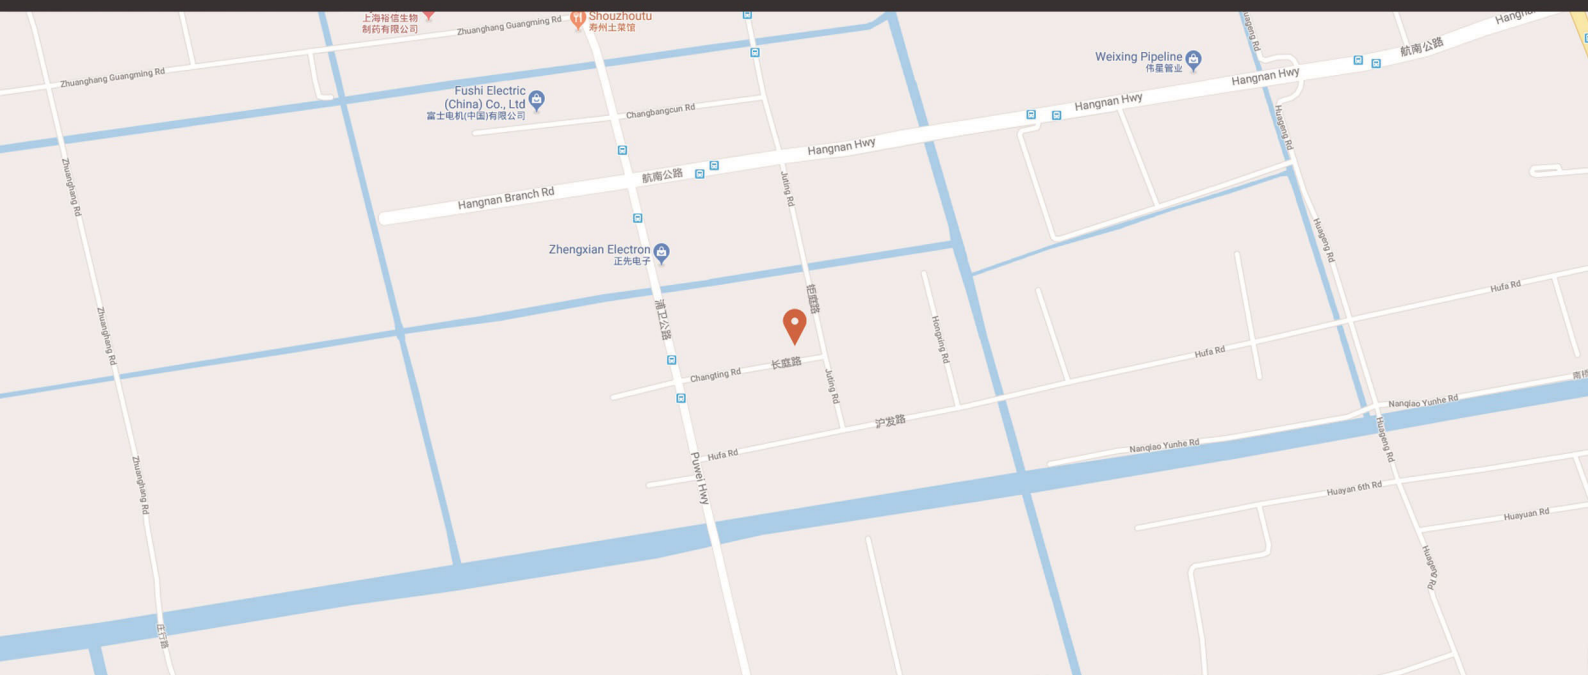 上海裕信生物
制药有限公司
Zhuanghang Guangming Rd
Shouzhoutu
寿州土菜馆
Zhuanghang Guangming Rd
Fushi Electric
(China) Co., Ltd
富士电机(中国)有限公司
Changbangcun Rd
Weixing Pipeline
伟星管业
Hangnan Hwy
航南公路
Hangnan Hwy
Hangnan Hwy
Huageng Rd
Zhuanghang Rd
Hangnan Branch Rd
航南公路
Juting Rd
Huageng Rd
Zhengxian Electron
正先电子
浦卫公路
钜庭路
Hongxing Rd
Hufa Rd
Hufa Rd
Zhuanghang Rd
Changting Rd
长庭路
Juting Rd
沪发路
Hufa Rd
Nanqiao Yunhe Rd
Nanqiao Yunhe Rd
Huageng Rd
Puwei Hwy
Zhuanghang Rd
Huayan 6th Rd
Huayuan Rd
Huageng Rd
庄行路